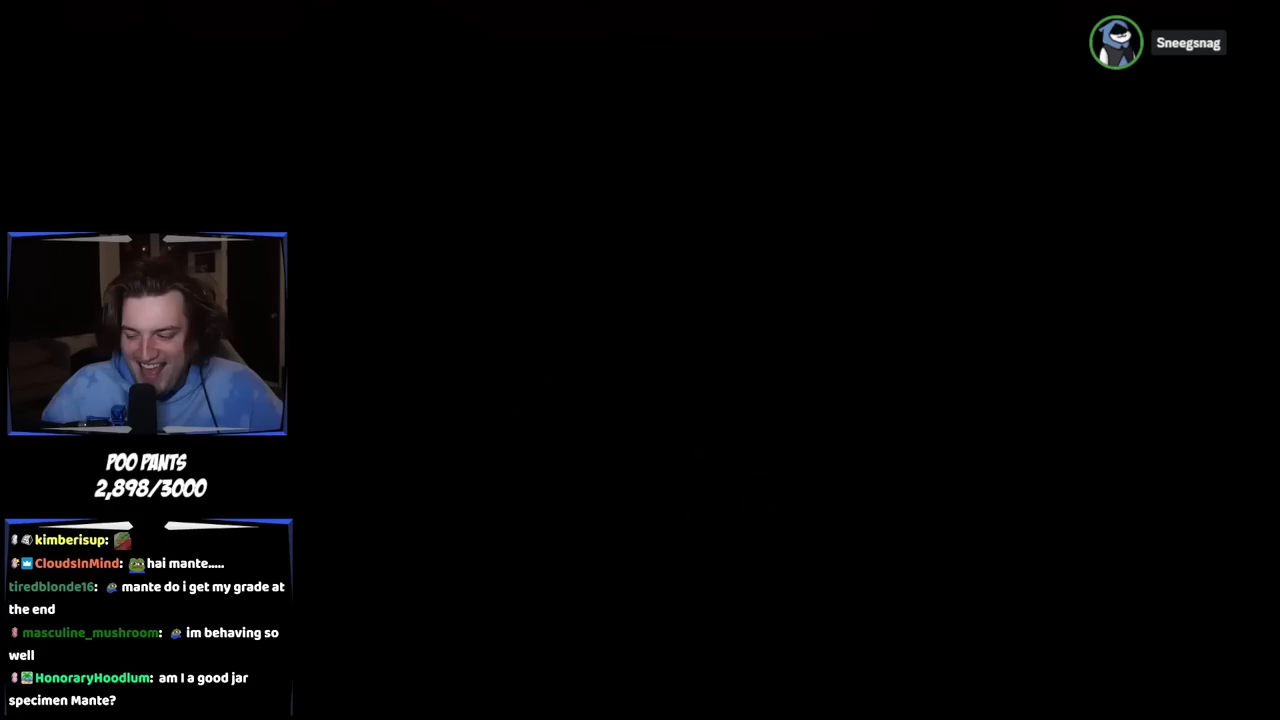 Sneegsnag
POO PANTS
2,898/3000
kimberisup:
CloudsInMind: hai mante.....
tiredblonde16: mante do i get my grade at
the end
masculine_mushroom: im behaving so
well
HonoraryHoodlum: am I a good jar
specimen Mante?